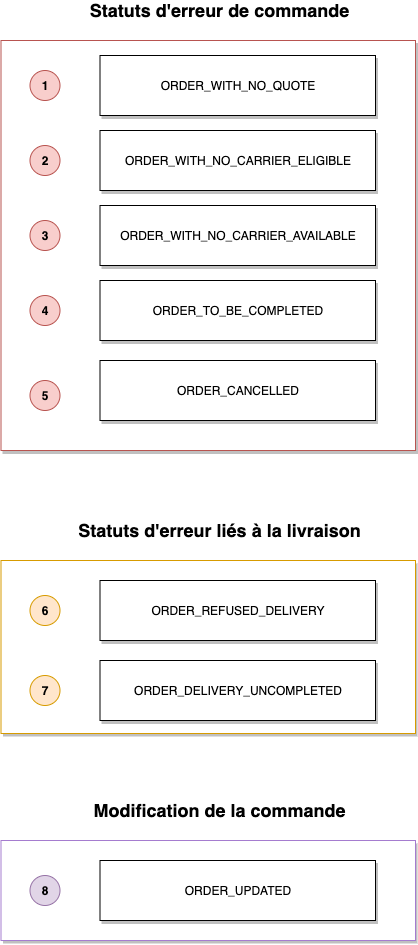 Statuts d'erreur de commande
1 ORDER_WITH_NO_QUOTE
2 ORDER_WITH_NO_CARRIER_ELIGIBLE
3 ORDER_WITH_NO_CARRIER_AVAILABLE
4 ORDER_TO_BE_COMPLETED
5 ORDER_CANCELLED
Statuts d'erreur liés à la livraison
6 ORDER_REFUSED_DELIVERY
7 ORDER_DELIVERY_UNCOMPLETED
Modification de la commande
8 ORDER_UPDATED